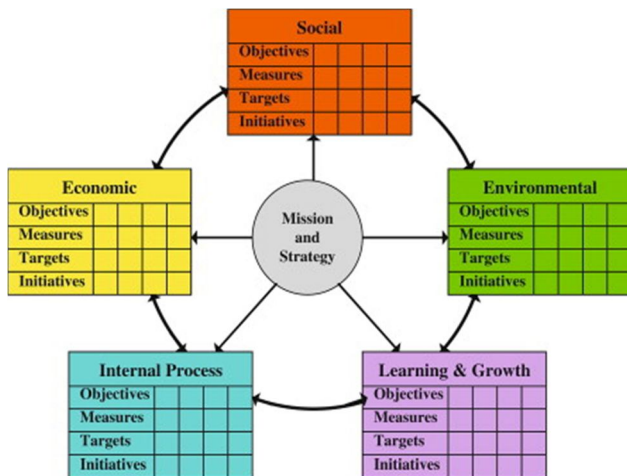 Social
Objectives
Measures
Targets
Initiatives
Economic
Objectives
Measures
Targets
Initiatives
Mission
and
Strategy
Environmental
Objectives
Measures
Targets
Initiatives
Internal Process
Objectives
Measures
Targets
Initiatives
Learning & Growth
Objectives
Measures
Targets
Initiatives